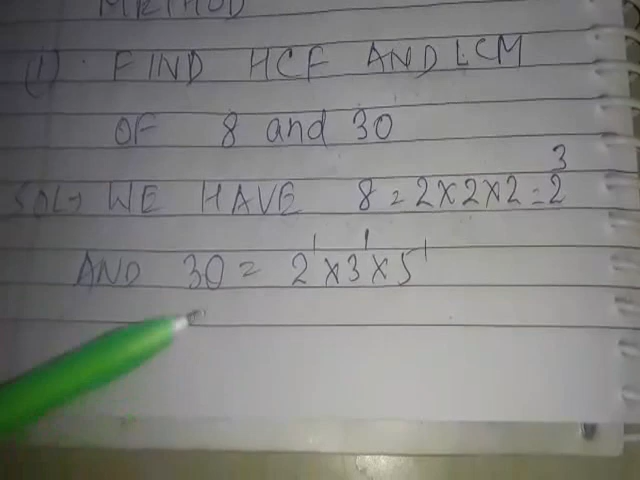 METHOD
(1). FIND HCF AND LCM
OF 8 and 30
SOL→ WE HAVE 8 = 2×2×2 = 2³
AND 30 = 2¹×3¹×5¹